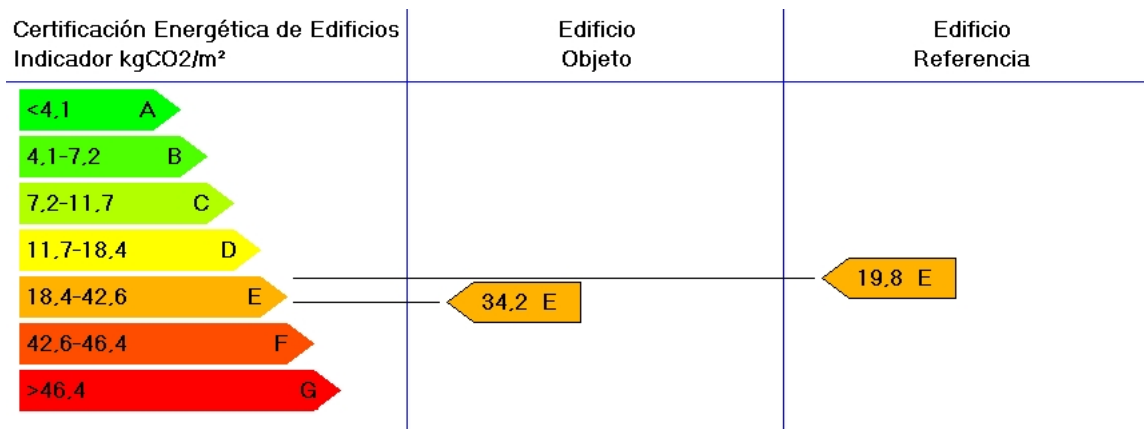 Certificación Energética de Edificios
Indicador kgCO2/m²
Edificio
Objeto
Edificio
Referencia
<4,1 A
4,1-7,2 B
7,2-11,7 C
11,7-18,4 D
18,4-42,6 E
42,6-46,4 F
>46,4 G
34,2 E
19,8 E